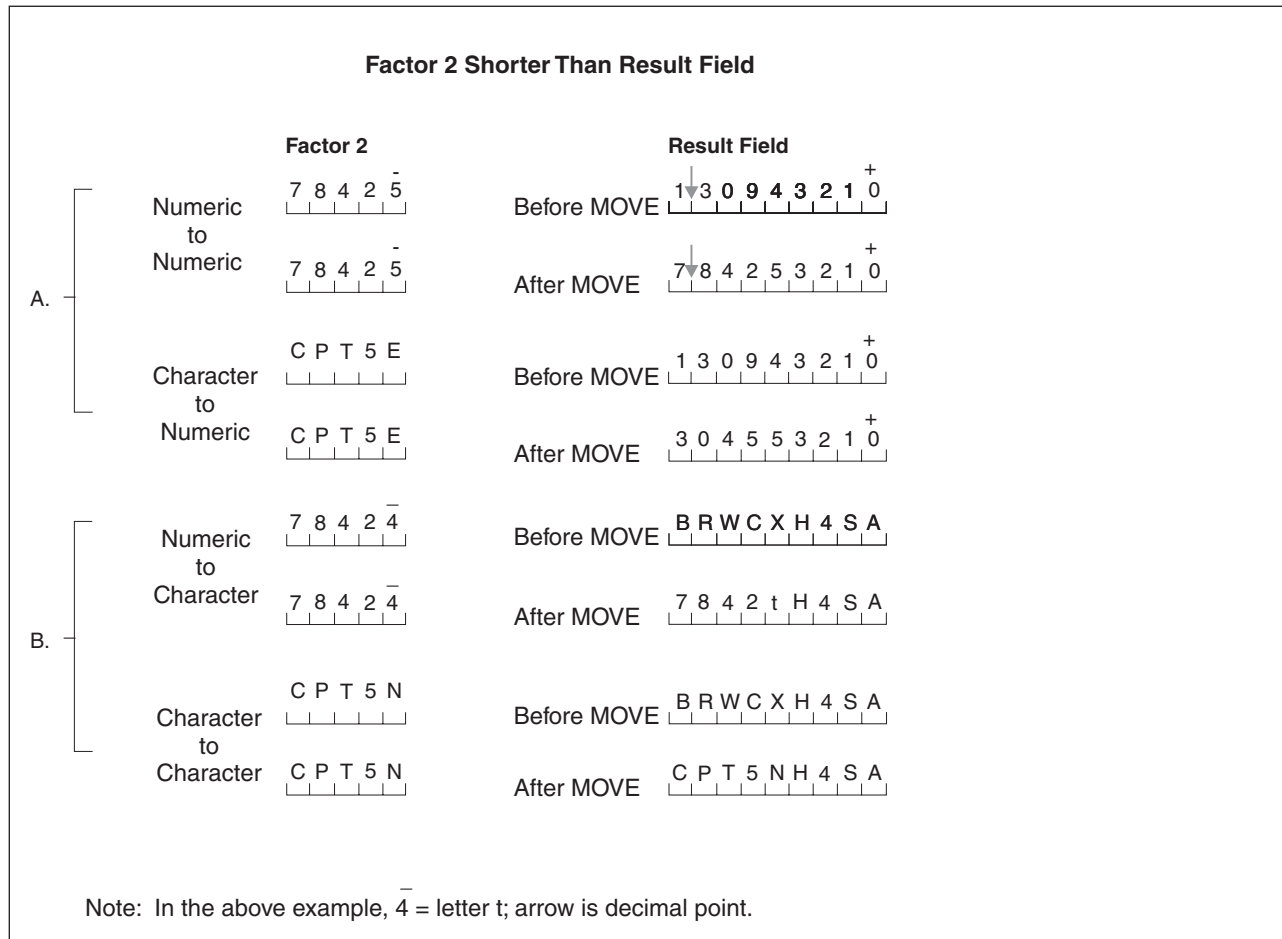 Factor 2 Shorter Than Result Field
Factor 2 Result Field
A.
Numeric
to
Numeric
7 8 4 2 5 -
Before MOVE 1 3 0 9 4 3 2 1 0 +
7 8 4 2 5 -
After MOVE 7 8 4 2 5 3 2 1 0 +
Character
to
Numeric
C P T 5 E
Before MOVE 1 3 0 9 4 3 2 1 0 +
C P T 5 E
After MOVE 3 0 4 5 5 3 2 1 0 +
B.
Numeric
to
Character
7 8 4 2 4̅
Before MOVE B R W C X H 4 S A
7 8 4 2 4̅
After MOVE 7 8 4 2 t H 4 S A
Character
to
Character
C P T 5 N
Before MOVE B R W C X H 4 S A
C P T 5 N
After MOVE C P T 5 N H 4 S A
Note: In the above example, 4̅ = letter t; arrow is decimal point.